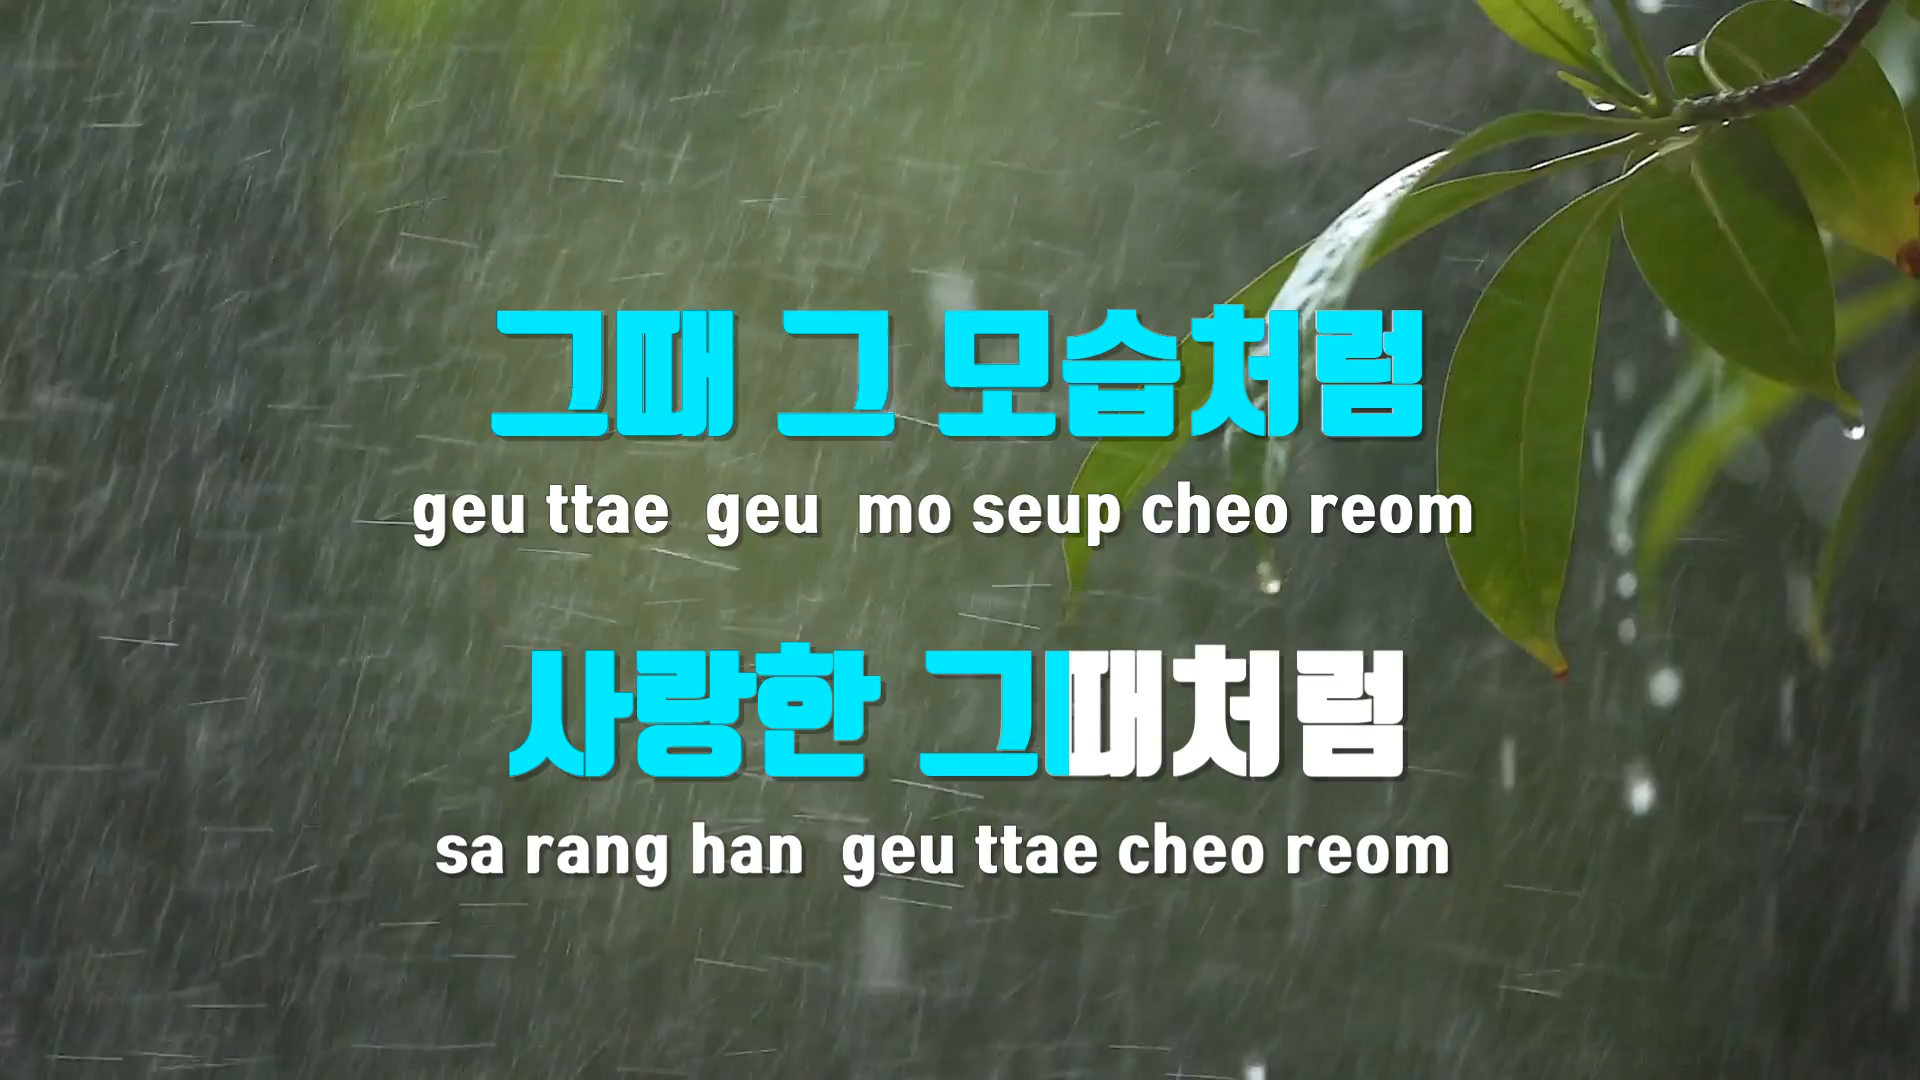 그때 그 모습처럼
geu ttae geu mo seup cheo reom
사랑한 그때처럼
sa rang han geu ttae cheo reom